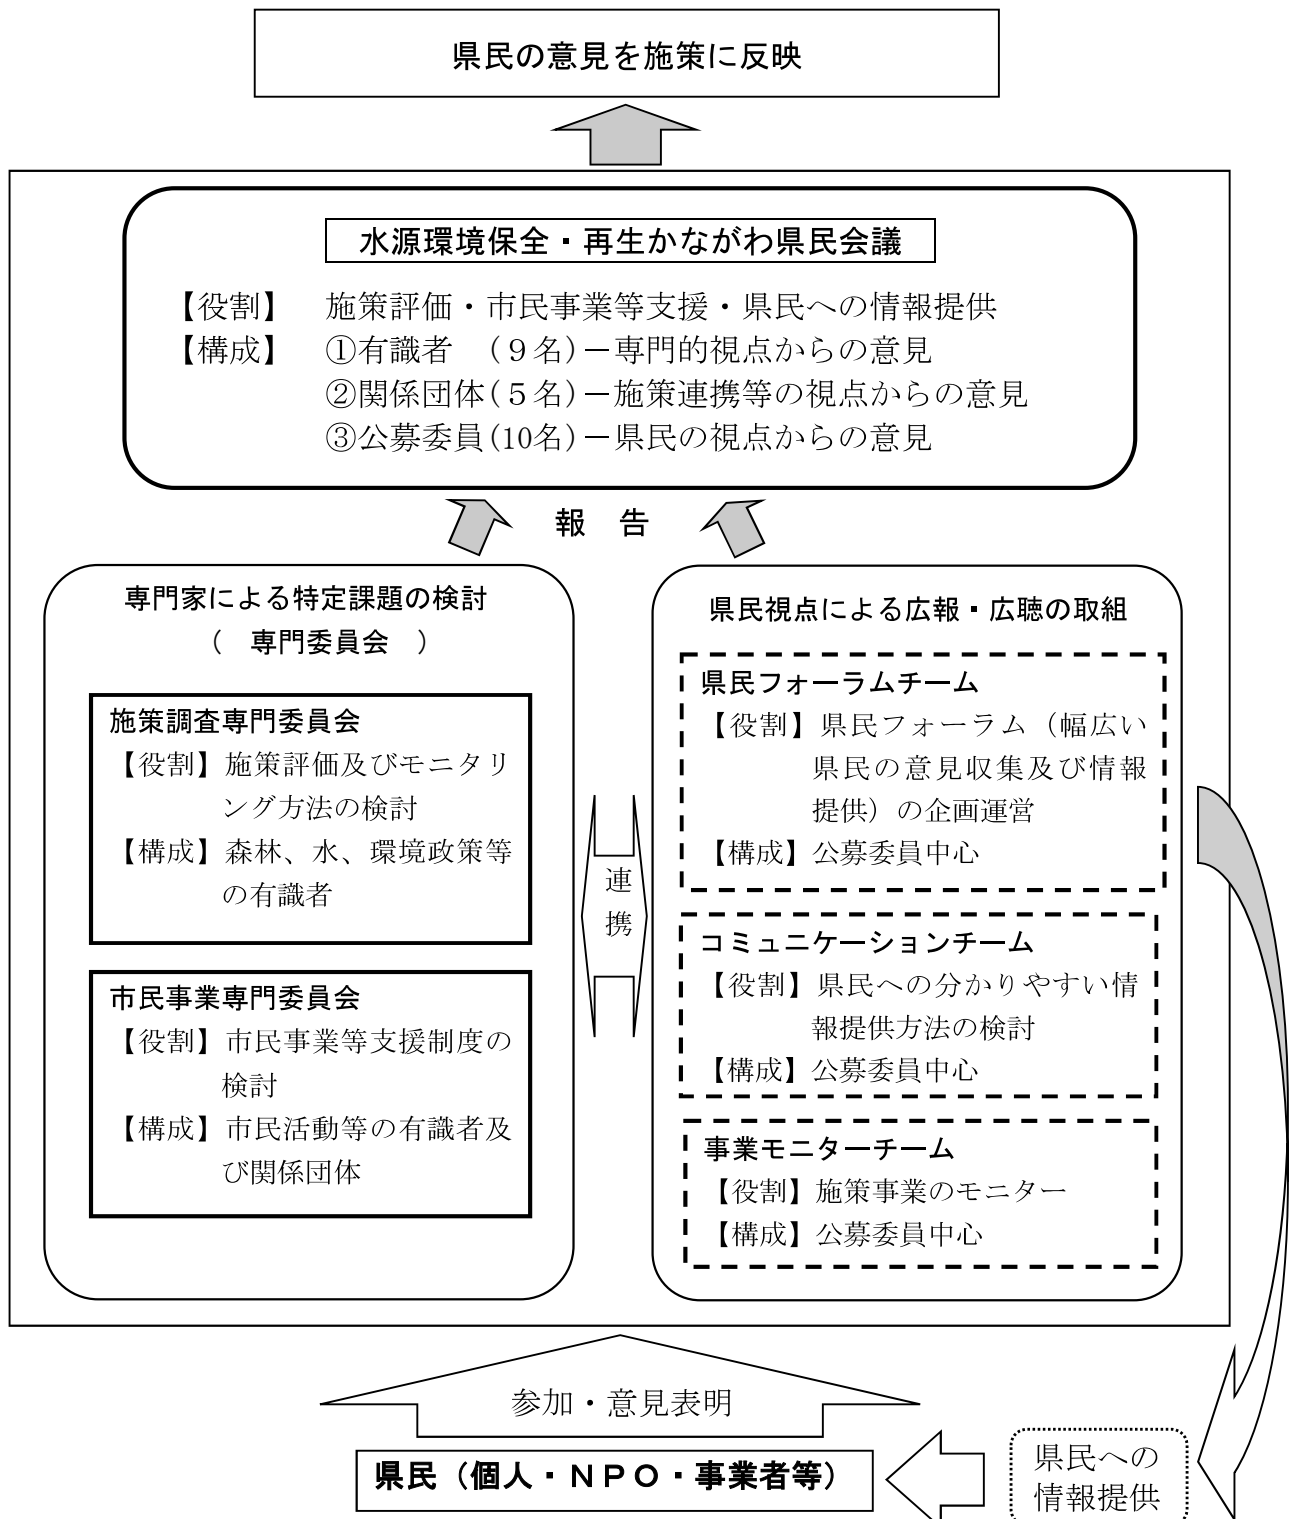 県民の意見を施策に反映
水源環境保全・再生かながわ県民会議
【役割】　施策評価・市民事業等支援・県民への情報提供
【構成】　①有識者　（９名）－専門的視点からの意見
②関係団体（５名）－施策連携等の視点からの意見
③公募委員（10名）－県民の視点からの意見
報　告
専門家による特定課題の検討
（　専門委員会　）
施策調査専門委員会
【役割】施策評価及びモニタリ
ング方法の検討
【構成】森林、水、環境政策等
の有識者
市民事業専門委員会
【役割】市民事業等支援制度の
検討
【構成】市民活動等の有識者及
び関係団体
連
携
県民視点による広報・広聴の取組
県民フォーラムチーム
【役割】県民フォーラム（幅広い
県民の意見収集及び情報
提供）の企画運営
【構成】公募委員中心
コミュニケーションチーム
【役割】県民への分かりやすい情
報提供方法の検討
【構成】公募委員中心
事業モニターチーム
【役割】施策事業のモニター
【構成】公募委員中心
参加・意見表明
県民（個人・ＮＰＯ・事業者等）
県民への
情報提供